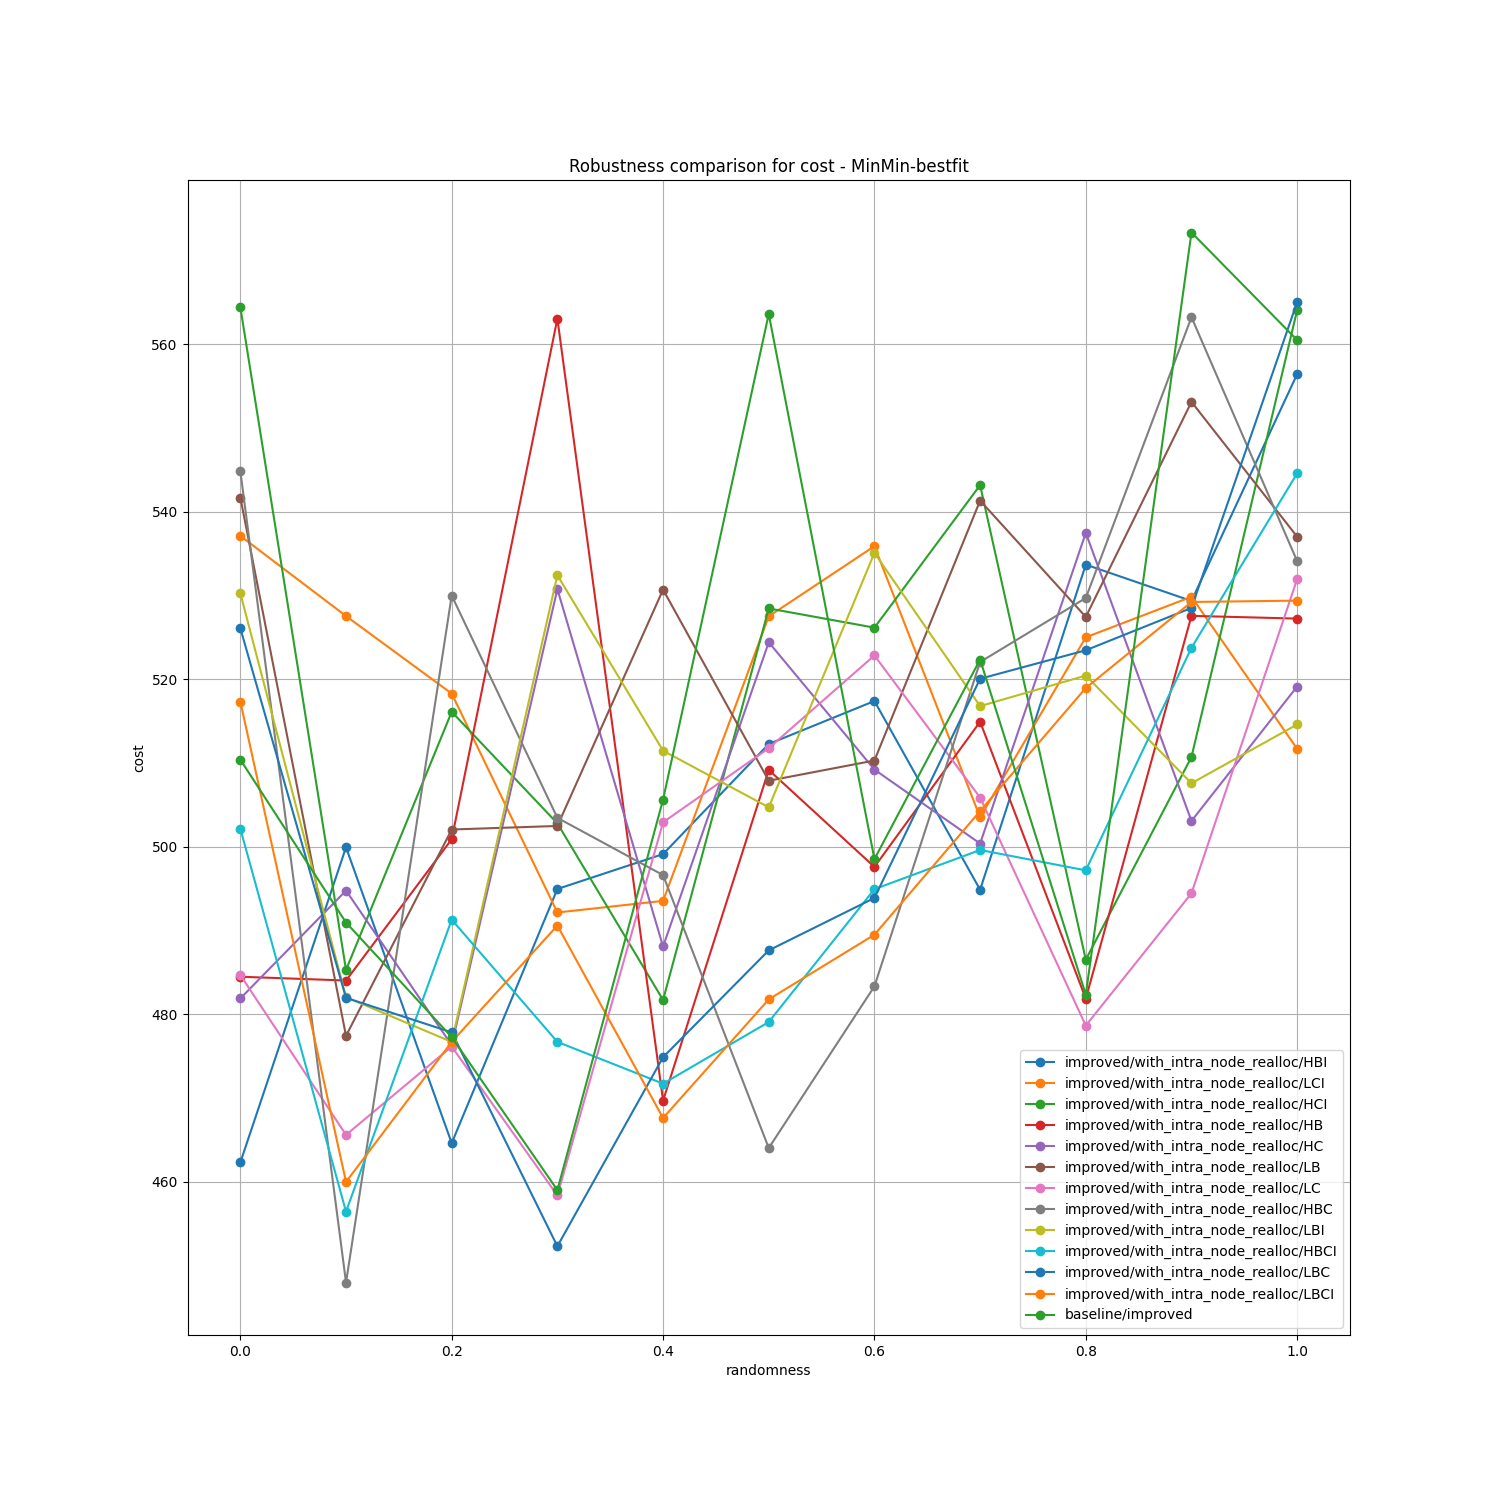 Robustness comparison for cost - MinMin-bestfit
560
540
520
500
480
460
cost
0.0 0.2 0.4 0.6 0.8 1.0
randomness
improved/with_intra_node_realloc/HBI
improved/with_intra_node_realloc/LCI
improved/with_intra_node_realloc/HCI
improved/with_intra_node_realloc/HB
improved/with_intra_node_realloc/HC
improved/with_intra_node_realloc/LB
improved/with_intra_node_realloc/LC
improved/with_intra_node_realloc/HBC
improved/with_intra_node_realloc/LBI
improved/with_intra_node_realloc/HBCI
improved/with_intra_node_realloc/LBC
improved/with_intra_node_realloc/LBCI
baseline/improved